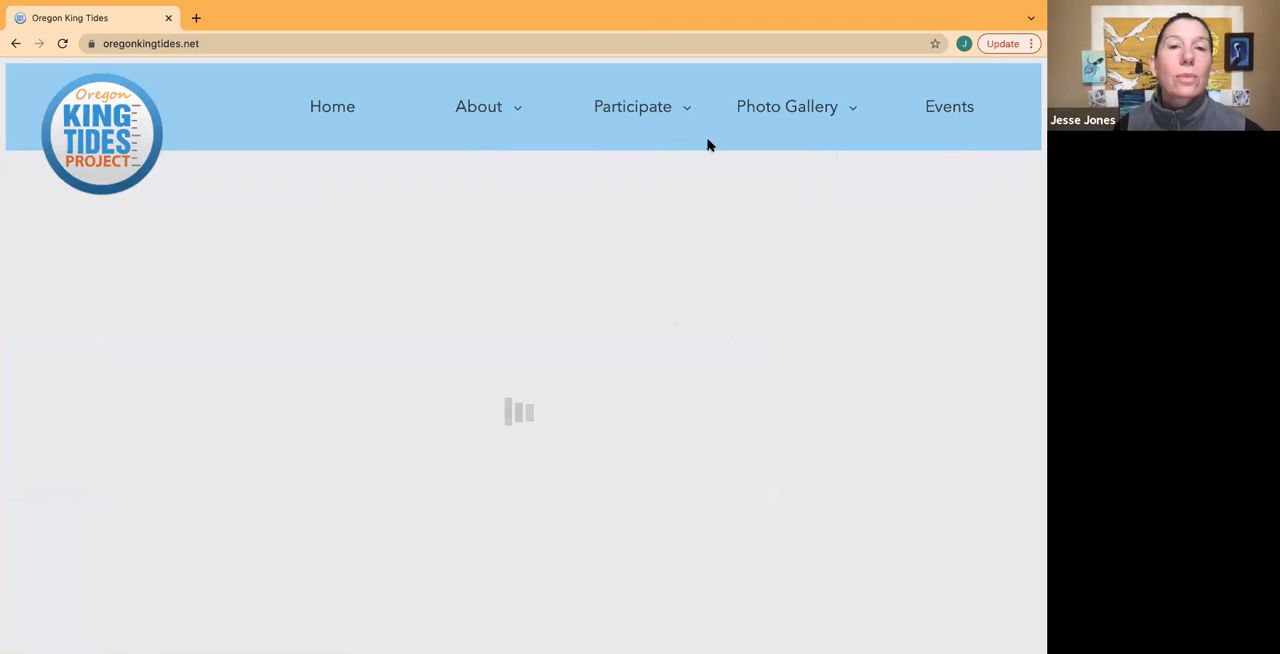 Oregon King Tides
oregonkingtides.net
J
Update
Oregon
KING
TIDES
PROJECT
Home
About
Participate
Photo Gallery
Events
Jesse Jones